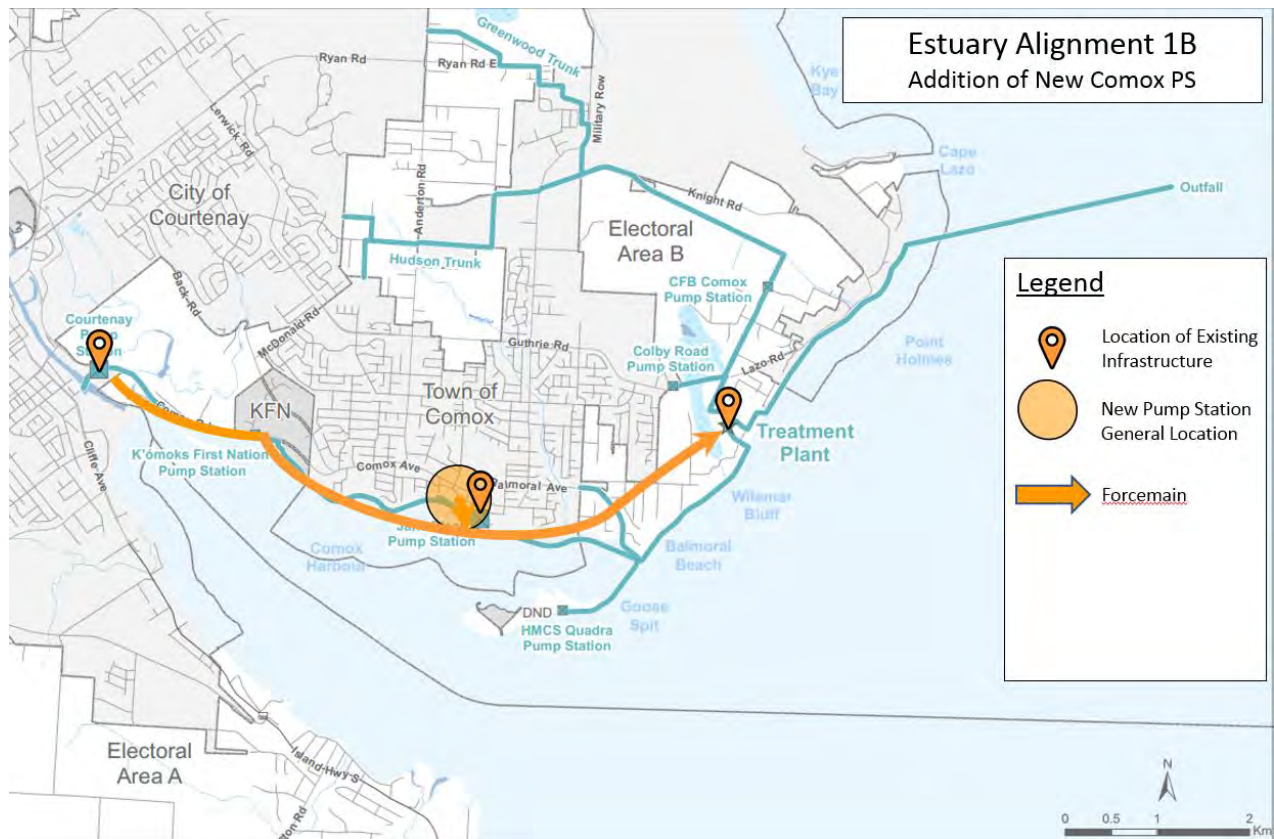 Estuary Alignment 1B
Addition of New Comox PS
Greenwood Trunk
Ryan Rd
Ryan Rd E
Kye
Bay
Lerwick Rd
Military Row
Cape
Lazo
City of
Courtenay
Anderton Rd
Knight Rd
Outfall
Electoral
Area B
Hudson Trunk
CFB Comox
Pump Station
Back Rd
Courtenay
Station
McDonald Rd
Guthrie Rd
Colby Road
Pump Station
Lazo Rd
Point
Holmes
Town of
Comox
KFN
Treatment
Plant
K'ómoks First Nation
Pump Station
Cliffe Ave
Comox Ave
Balmoral Ave
Willemar
Bluff
Pump Station
Comox
Harbour
Balmoral
Beach
Goose
Spit
DND
HMCS Quadra
Pump Station
Electoral
Area A
Island Hwy S
Legend
Location of Existing
Infrastructure
New Pump Station
General Location
Forcemain
N
0 0.5 1 2
Km